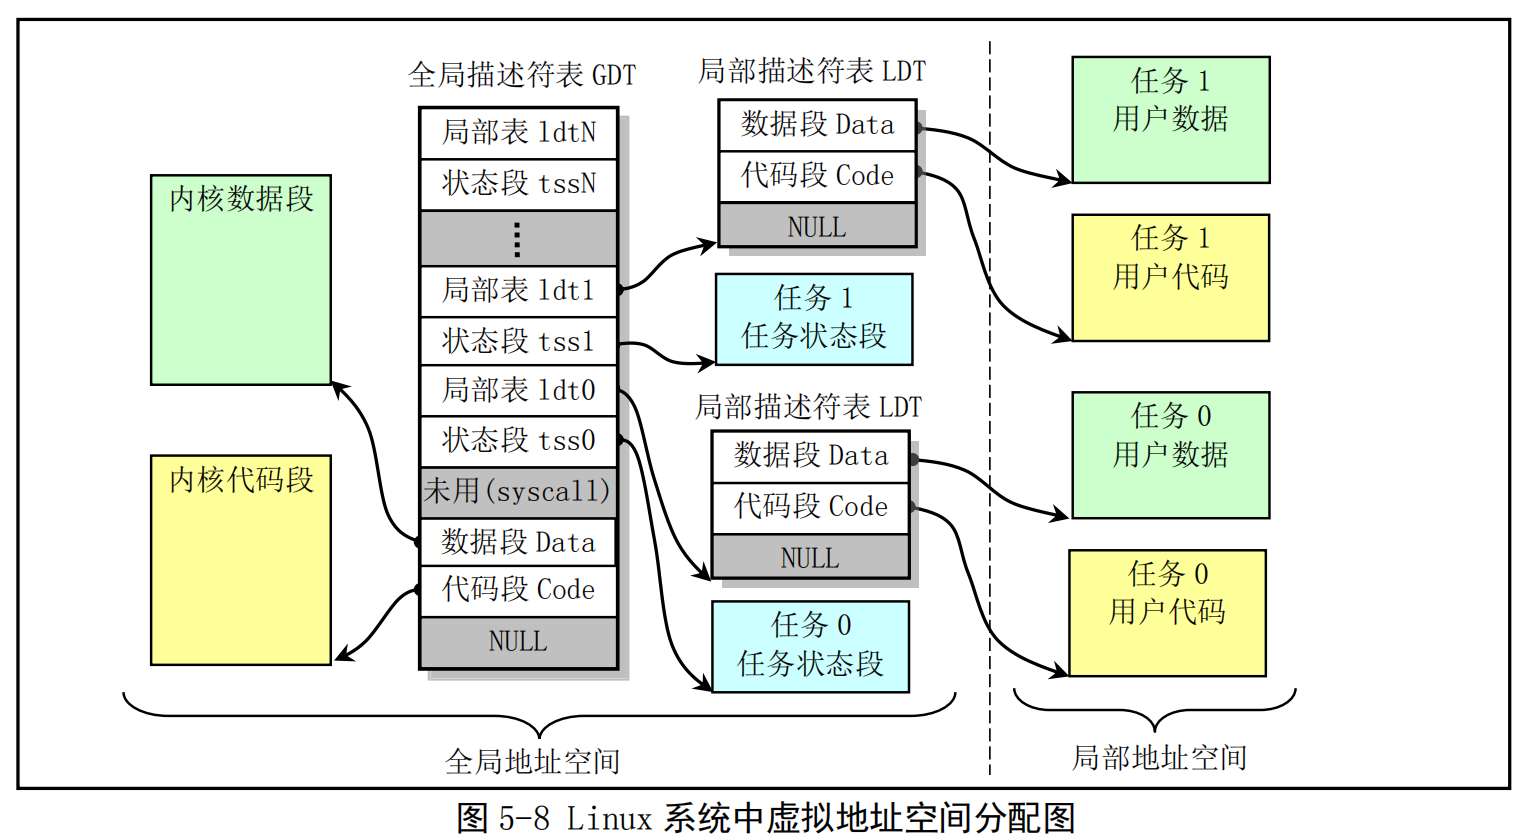 全局描述符表 GDT
局部表 ldtN
状态段 tssN
局部表 ldt1
状态段 tss1
局部表 ldt0
状态段 tss0
未用(syscall)
数据段 Data
代码段 Code
NULL
内核数据段
内核代码段
局部描述符表 LDT
数据段 Data
代码段 Code
NULL
任务 1
任务状态段
局部描述符表 LDT
数据段 Data
代码段 Code
NULL
任务 0
任务状态段
任务 1
用户数据
任务 1
用户代码
任务 0
用户数据
任务 0
用户代码
全局地址空间
局部地址空间
图 5-8 Linux 系统中虚拟地址空间分配图